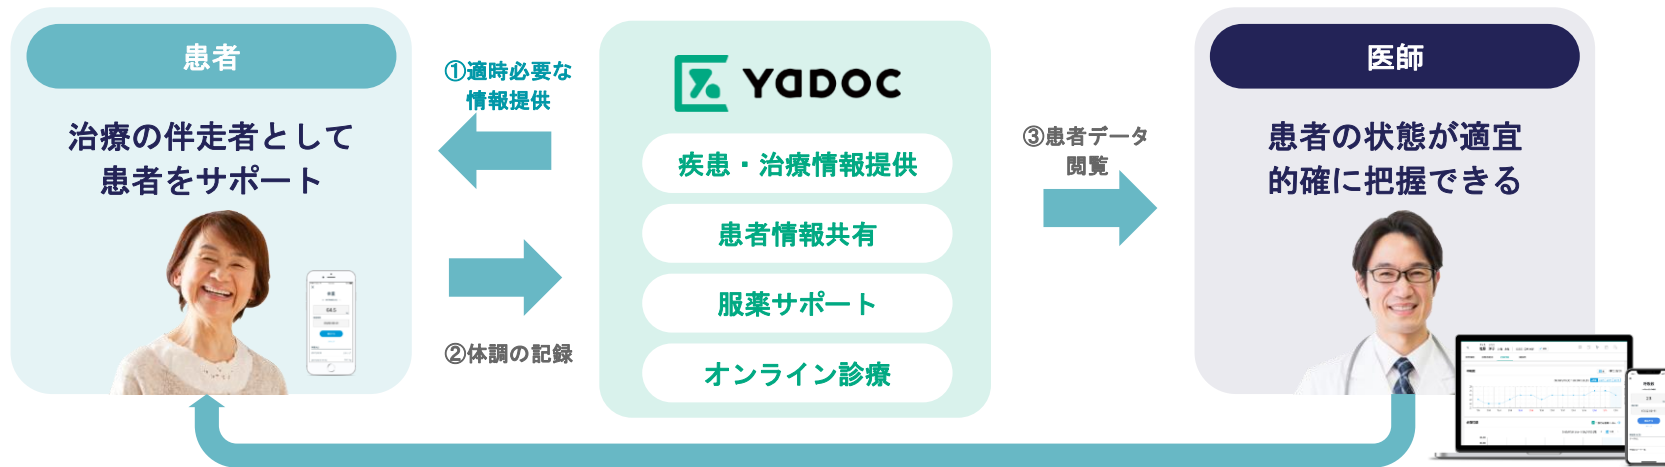 患者
治療の伴走者として
患者をサポート
①適時必要な
情報提供
②体調の記録
YaDOC
疾患・治療情報提供
患者情報共有
服薬サポート
オンライン診療
③患者データ
閲覧
医師
患者の状態が適宜
的確に把握できる